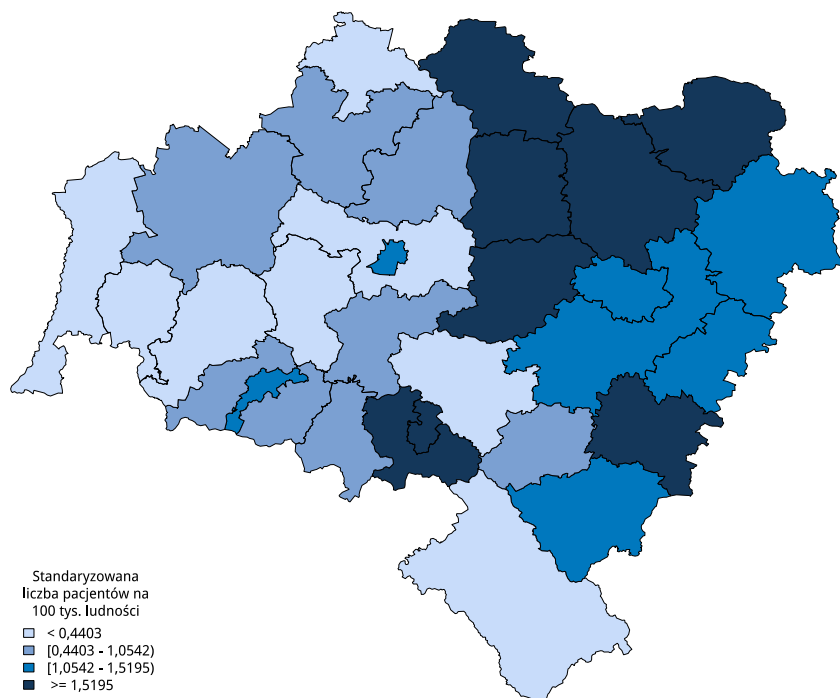 Standaryzowana
liczba pacjentów na
100 tys. ludności
< 0,4403
[0,4403 - 1,0542)
[1,0542 - 1,5195)
>= 1,5195